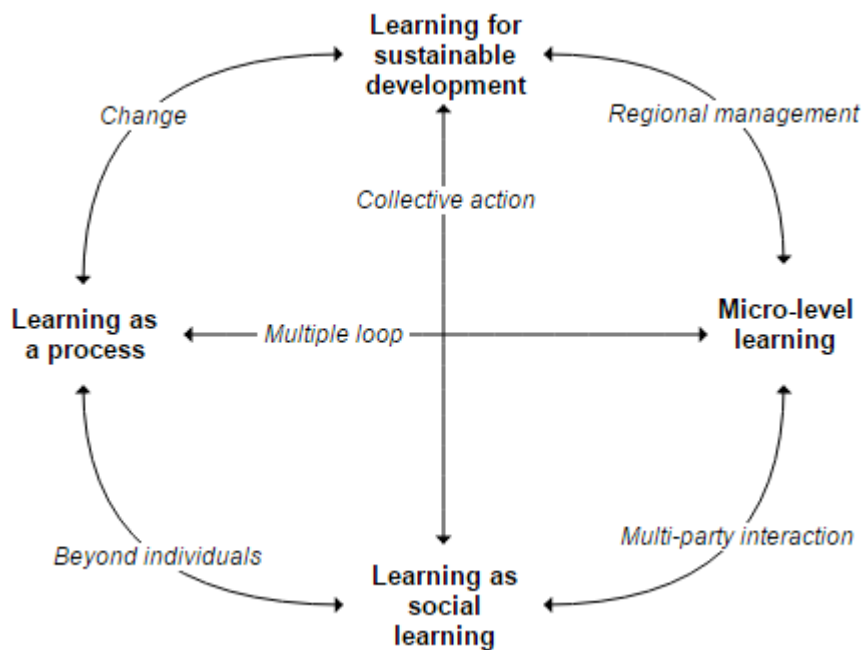 Learning for
sustainable
development
Change
Regional management
Collective action
Learning as
a process
Multiple loop
Micro-level
learning
Beyond individuals
Multi-party interaction
Learning as
social
learning